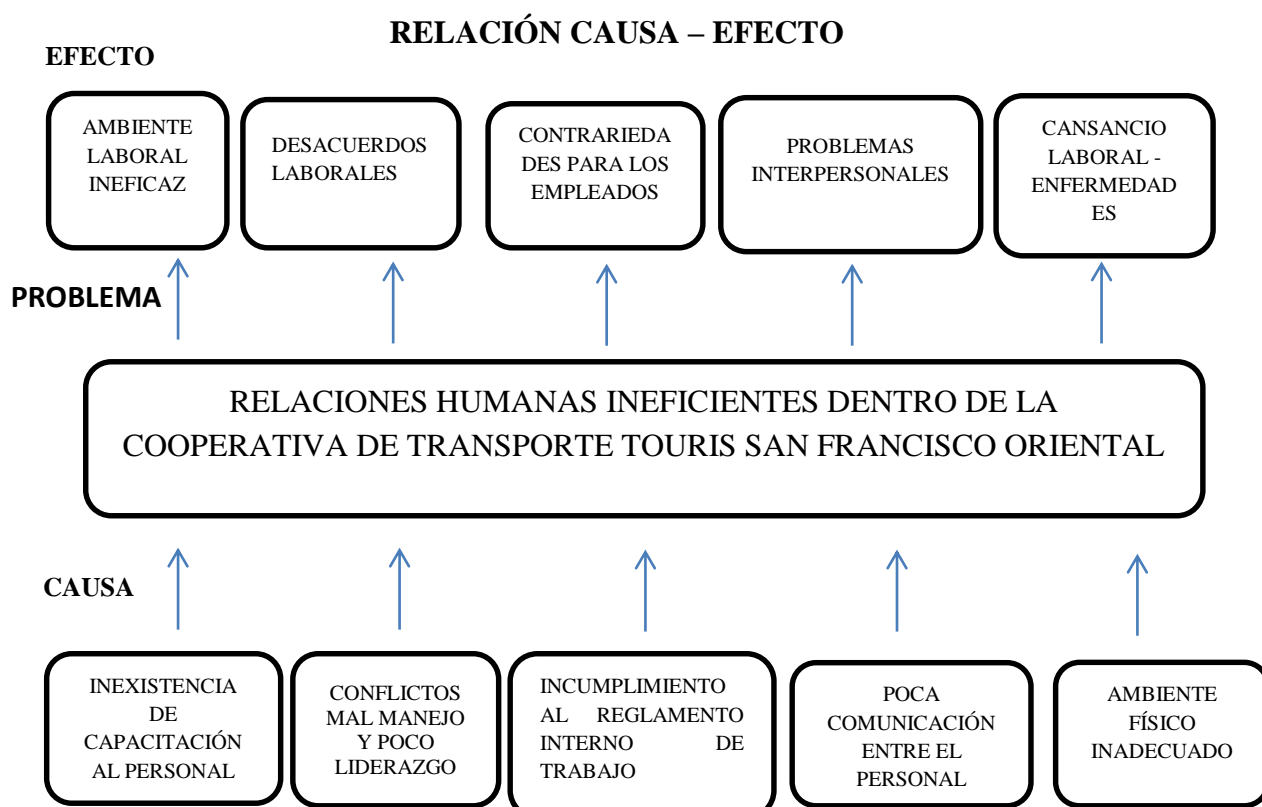 RELACIÓN CAUSA – EFECTO
EFECTO
AMBIENTE
LABORAL
INEFICAZ
DESACUERDOS
LABORALES
CONTRARIEDA
DES PARA LOS
EMPLEADOS
PROBLEMAS
INTERPERSONALES
CANSANCIO
LABORAL -
ENFERMEDAD
ES
PROBLEMA
RELACIONES HUMANAS INEFICIENTES DENTRO DE LA
COOPERATIVA DE TRANSPORTE TOURIS SAN FRANCISCO ORIENTAL
CAUSA
INEXISTENCIA
DE
CAPACITACIÓN
AL PERSONAL
CONFLICTOS
MAL MANEJO
Y POCO
LIDERAZGO
INCUMPLIMIENTO
AL REGLAMENTO
INTERNO DE
TRABAJO
POCA
COMUNICACIÓN
ENTRE EL
PERSONAL
AMBIENTE
FÍSICO
INADECUADO